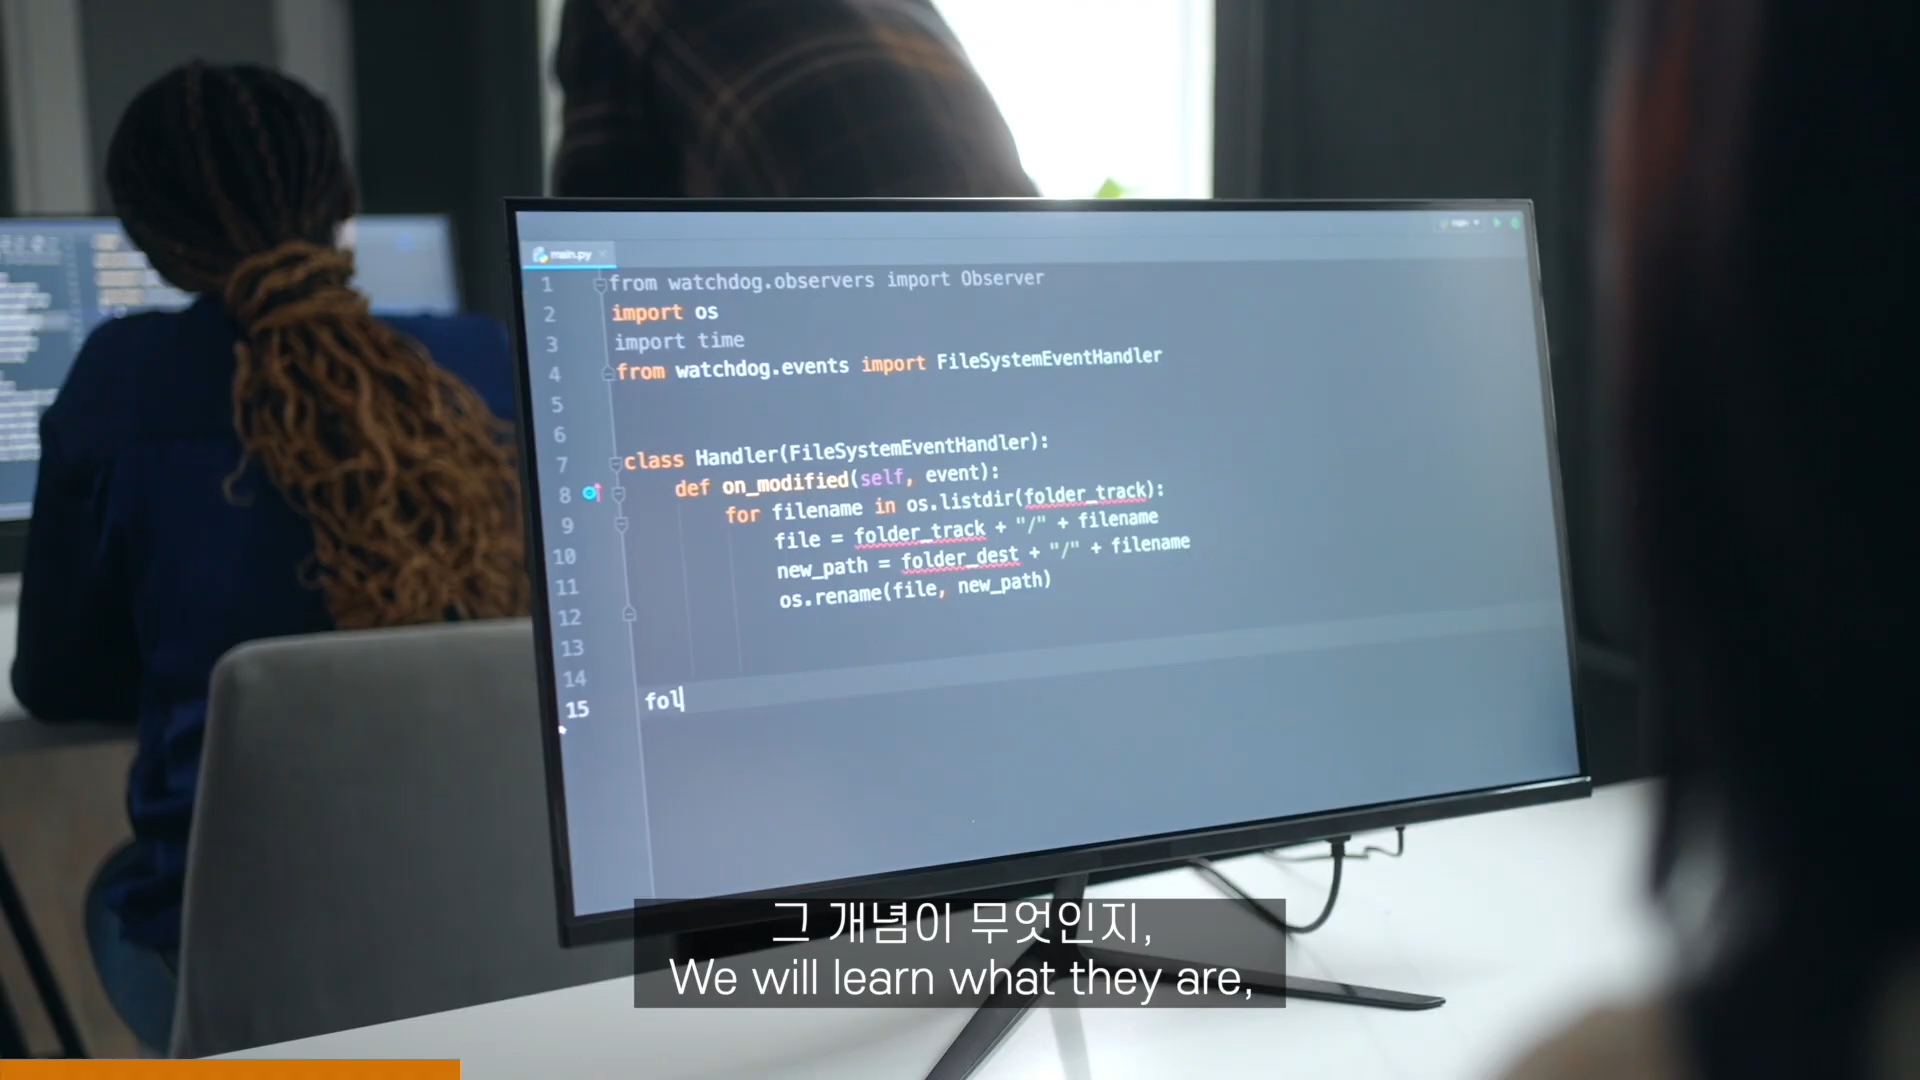 main.py
main
1 from watchdog.observers import Observer
2 import os
3 import time
4 from watchdog.events import FileSystemEventHandler
5
6
7 class Handler(FileSystemEventHandler):
8 def on_modified(self, event):
9 for filename in os.listdir(folder_track):
10 file = folder_track + "/" + filename
11 new_path = folder_dest + "/" + filename
12 os.rename(file, new_path)
13
14
15 fol
그 개념이 무엇인지,
We will learn what they are,